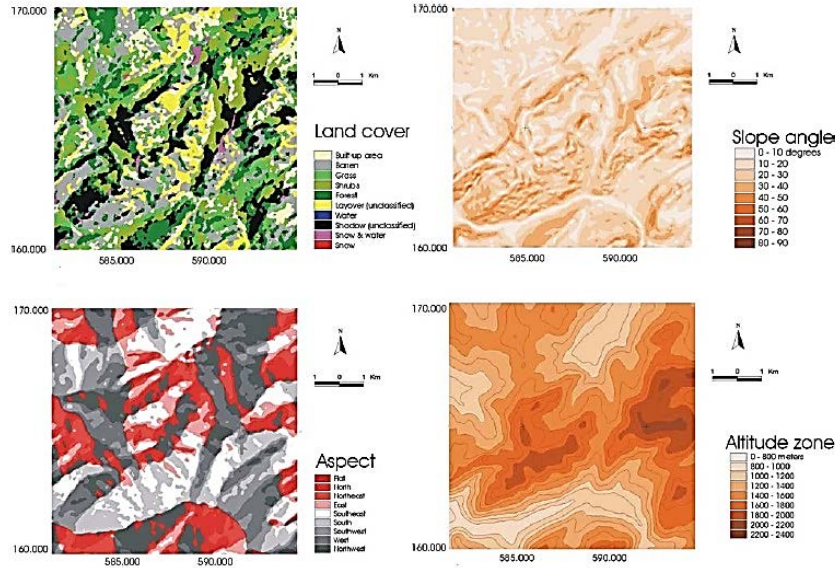 170.000
N
1 0 1 Km
Land cover
Built-up area
Barren
Grass
Shrubs
Forest
Layover (unclassified)
Water
Shadow (unclassified)
Snow & water
Snow
160.000
585.000 590.000
170.000
N
1 0 1 Km
Slope angle
0 - 10 degrees
10 - 20
20 - 30
30 - 40
40 - 50
50 - 60
60 - 70
70 - 80
80 - 90
160.000
585.000 590.000
170.000
N
1 0 1 Km
Aspect
Flat
North
Northeast
East
Southeast
South
Southwest
West
Northwest
160.000
585.000 590.000
170.000
N
1 0 1 Km
Altitude zone
0 - 800 meters
800 - 1000
1000 - 1200
1200 - 1400
1400 - 1600
1600 - 1800
1800 - 2000
2000 - 2200
2200 - 2400
160.000
585.000 590.000